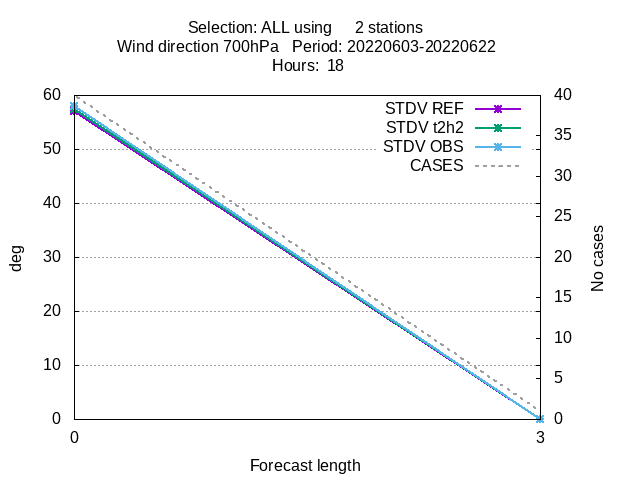 Selection: ALL using     2 stations
Wind direction 700hPa   Period: 20220603-20220622
Hours:  18
60
50
40
30
20
10
0
40
35
30
25
20
15
10
5
0
STDV REF
STDV t2h2
STDV OBS
CASES
deg
No cases
0
3
Forecast length